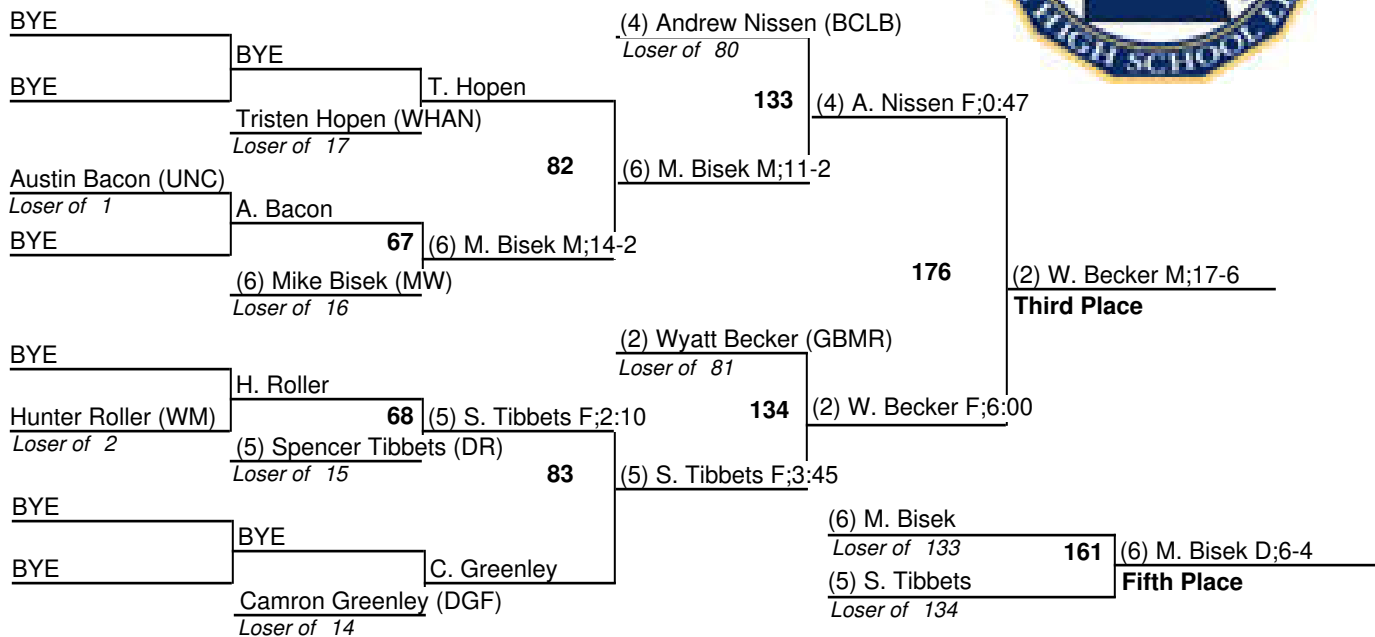 BYE
BYE
BYE
T. Hopen
Tristen Hopen (WHAN)
Loser of 17
82
Austin Bacon (UNC)
Loser of 1
A. Bacon
BYE
67
(6) M. Bisek M;14-2
(6) Mike Bisek (MW)
Loser of 16
(4) Andrew Nissen (BCLB)
Loser of 80
133
(4) A. Nissen F;0:47
(6) M. Bisek M;11-2
176
(2) W. Becker M;17-6
Third Place
BYE
H. Roller
Hunter Roller (WM)
Loser of 2
68
(5) S. Tibbets F;2:10
(5) Spencer Tibbets (DR)
Loser of 15
83
BYE
BYE
BYE
C. Greenley
Camron Greenley (DGF)
Loser of 14
(2) Wyatt Becker (GBMR)
Loser of 81
134
(2) W. Becker F;6:00
(5) S. Tibbets F;3:45
(6) M. Bisek
Loser of 133
161
(6) M. Bisek D;6-4
Fifth Place
(5) S. Tibbets
Loser of 134
HIGH SCHOOL